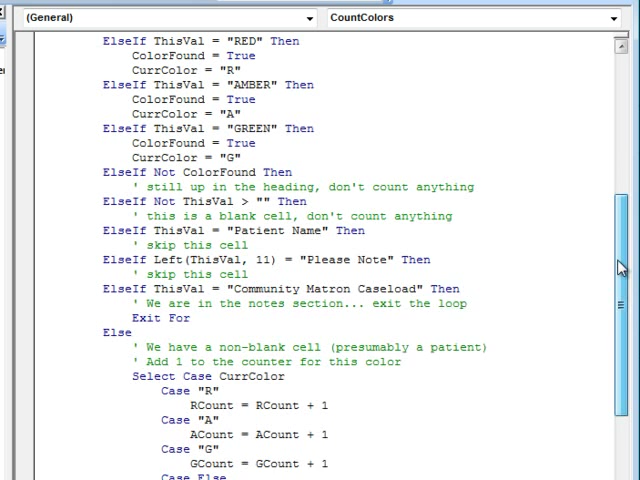 (General)
CountColors
ElseIf ThisVal = "RED" Then
ColorFound = True
CurrColor = "R"
ElseIf ThisVal = "AMBER" Then
ColorFound = True
CurrColor = "A"
ElseIf ThisVal = "GREEN" Then
ColorFound = True
CurrColor = "G"
ElseIf Not ColorFound Then
' still up in the heading, don't count anything
ElseIf Not ThisVal > "" Then
' this is a blank cell, don't count anything
ElseIf ThisVal = "Patient Name" Then
' skip this cell
ElseIf Left(ThisVal, 11) = "Please Note" Then
' skip this cell
ElseIf ThisVal = "Community Matron Caseload" Then
' We are in the notes section... exit the loop
Exit For
Else
' We have a non-blank cell (presumably a patient)
' Add 1 to the counter for this color
Select Case CurrColor
Case "R"
RCount = RCount + 1
Case "A"
ACount = ACount + 1
Case "G"
GCount = GCount + 1
Case Else